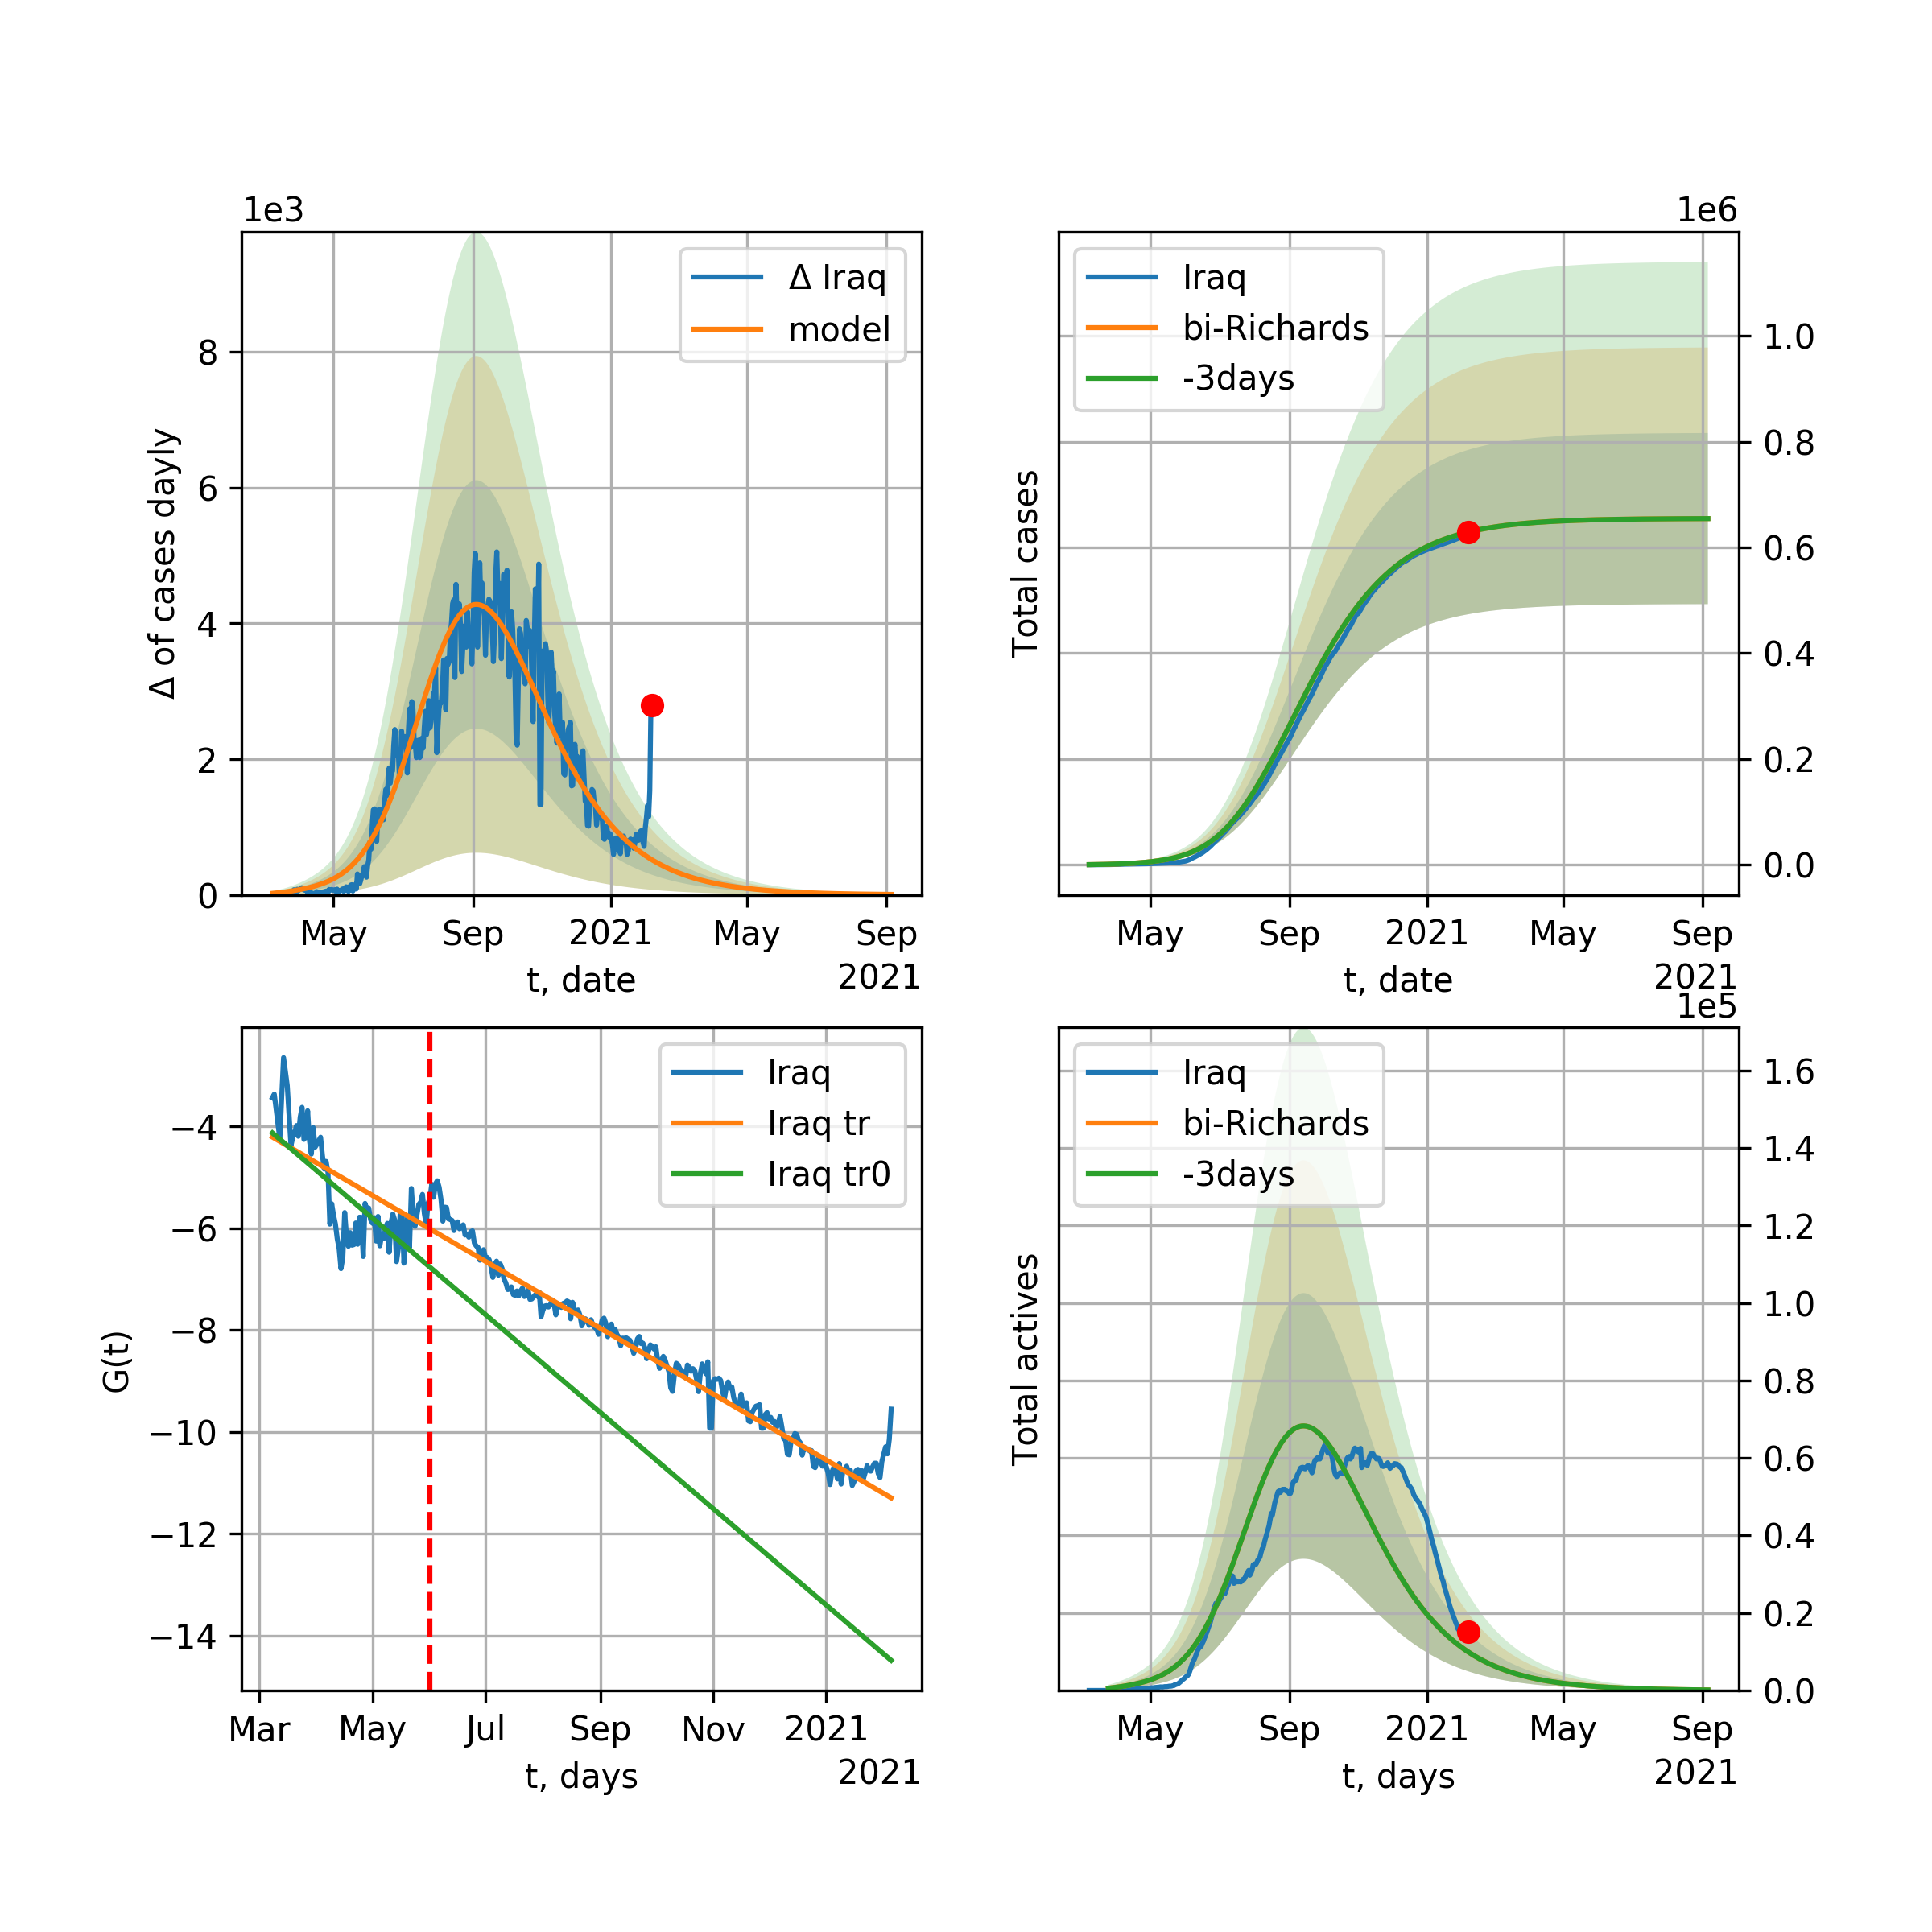 1e3
Δ Iraq
model
8
6
4
2
0
Δ of cases dayly
May
Sep
2021
May
Sep
t, date
2021
1e6
Iraq
bi-Richards
-3days
1.0
0.8
0.6
0.4
0.2
0.0
Total cases
May
Sep
2021
May
Sep
t, date
2021
Iraq
Iraq tr
Iraq tr0
−4
−6
−8
−10
−12
−14
G(t)
Mar
May
Jul
Sep
Nov
2021
t, days
2021
1e5
Iraq
bi-Richards
-3days
1.6
1.4
1.2
1.0
0.8
0.6
0.4
0.2
0.0
Total actives
May
Sep
2021
May
Sep
t, days
2021